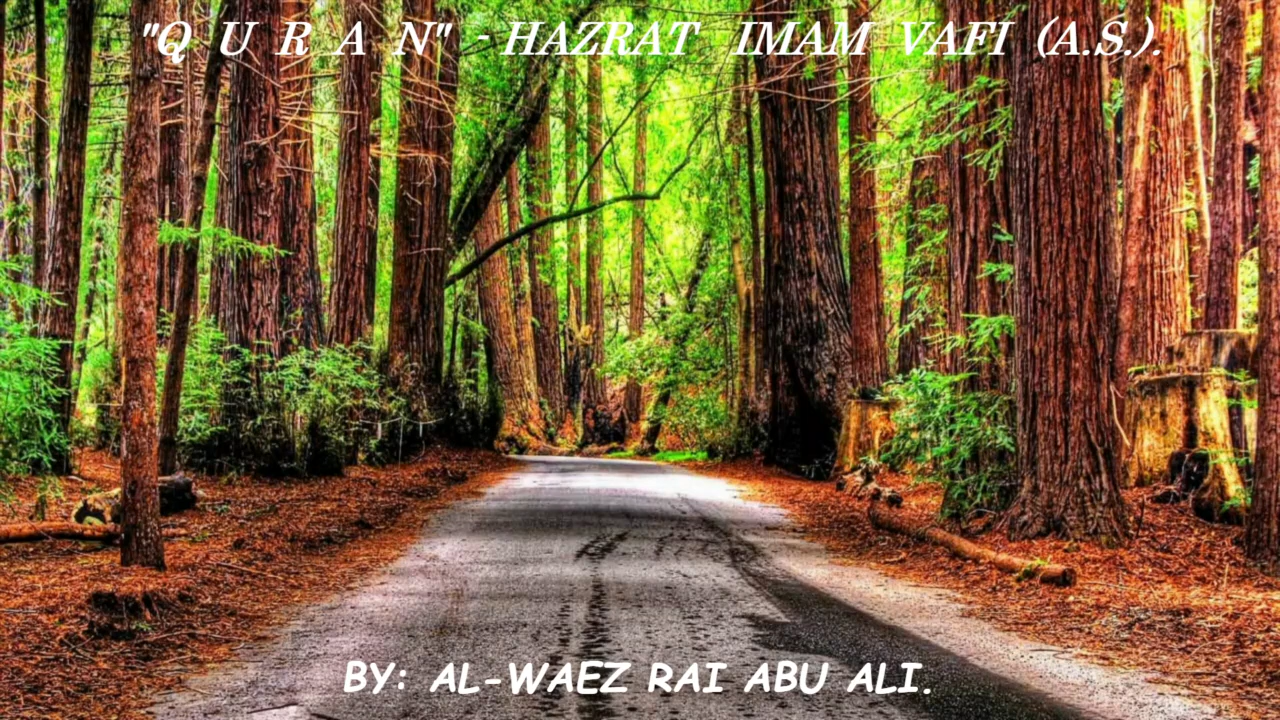 "Q U R A N" - HAZRAT IMAM VAFI (A.S.).
BY: AL-WAEZ RAI ABU ALI.